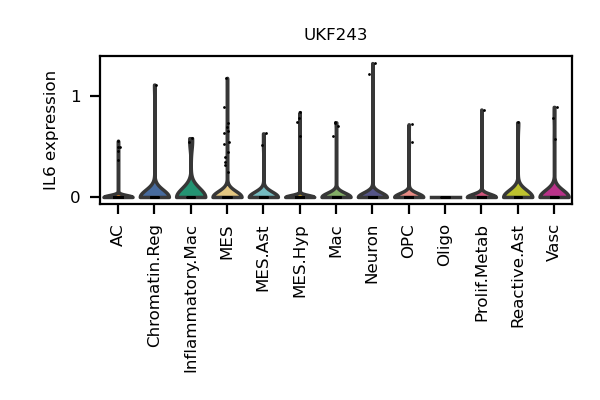 UKF243
IL6 expression
1
0
AC
Chromatin.Reg
Inflammatory.Mac
MES
MES.Ast
MES.Hyp
Mac
Neuron
OPC
Oligo
Prolif.Metab
Reactive.Ast
Vasc